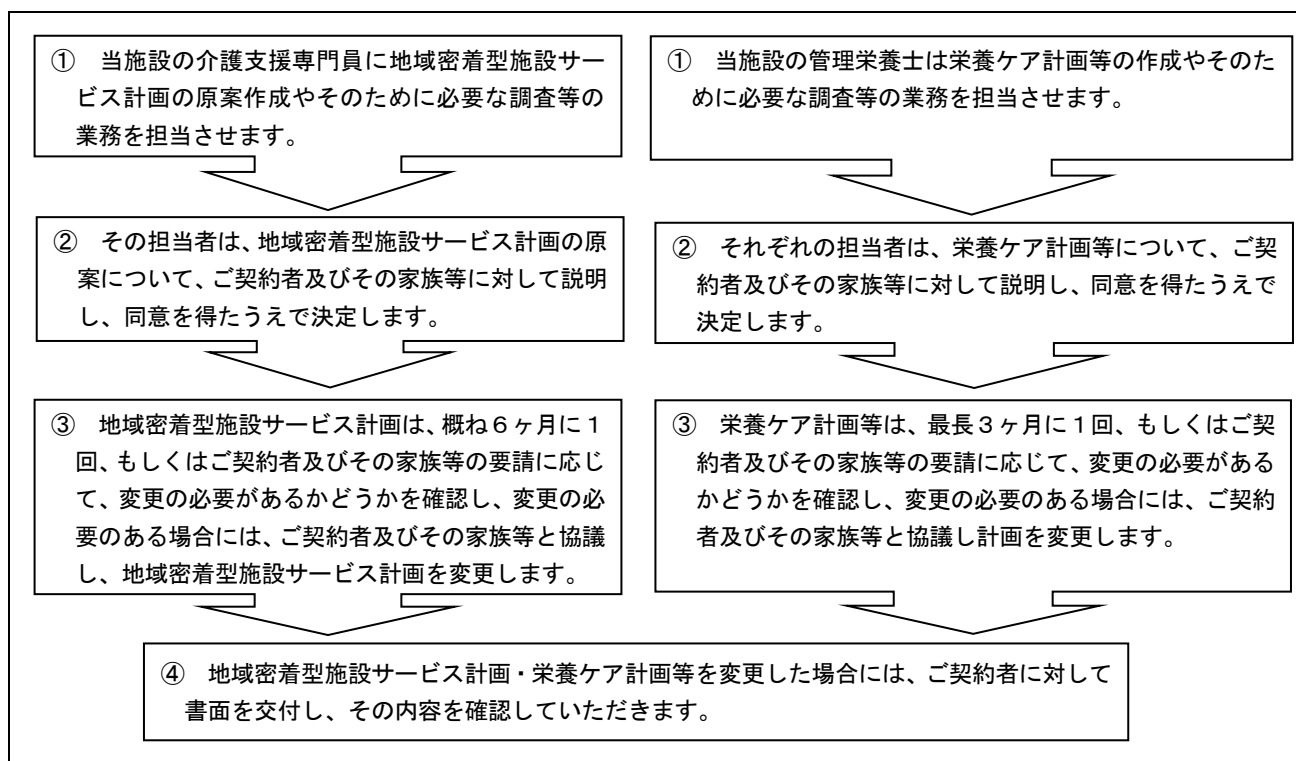 ① 当施設の介護支援専門員に地域密着型施設サー
ビス計画の原案作成やそのために必要な調査等の
業務を担当させます。
② その担当者は、地域密着型施設サービス計画の原
案について、ご契約者及びその家族等に対して説明
し、同意を得たうえで決定します。
③ 地域密着型施設サービス計画は、概ね6ヶ月に1
回、もしくはご契約者及びその家族等の要請に応じ
て、変更の必要があるかどうかを確認し、変更の必
要のある場合には、ご契約者及びその家族等と協議
し、地域密着型施設サービス計画を変更します。
① 当施設の管理栄養士は栄養ケア計画等の作成やそのた
めに必要な調査等の業務を担当させます。
② それぞれの担当者は、栄養ケア計画等について、ご契
約者及びその家族等に対して説明し、同意を得たうえで
決定します。
③ 栄養ケア計画等は、最長3ヶ月に1回、もしくはご契
約者及びその家族等の要請に応じて、変更の必要がある
かどうかを確認し、変更の必要のある場合には、ご契約
者及びその家族等と協議し計画を変更します。
④ 地域密着型施設サービス計画・栄養ケア計画等を変更した場合には、ご契約者に対して
書面を交付し、その内容を確認していただきます。